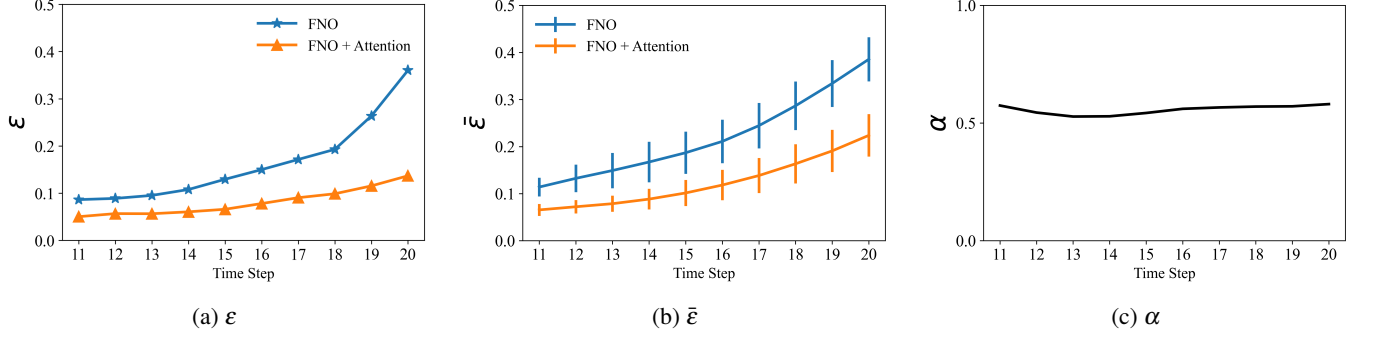 0.5
0.4
0.3
0.2
0.1
0.0
ε
FNO
FNO + Attention
11 12 13 14 15 16 17 18 19 20
Time Step
(a) ε
0.5
0.4
0.3
0.2
0.1
0.0
ε̄
FNO
FNO + Attention
11 12 13 14 15 16 17 18 19 20
Time Step
(b) ε̄
1.0
0.5
0.0
α
11 12 13 14 15 16 17 18 19 20
Time Step
(c) α